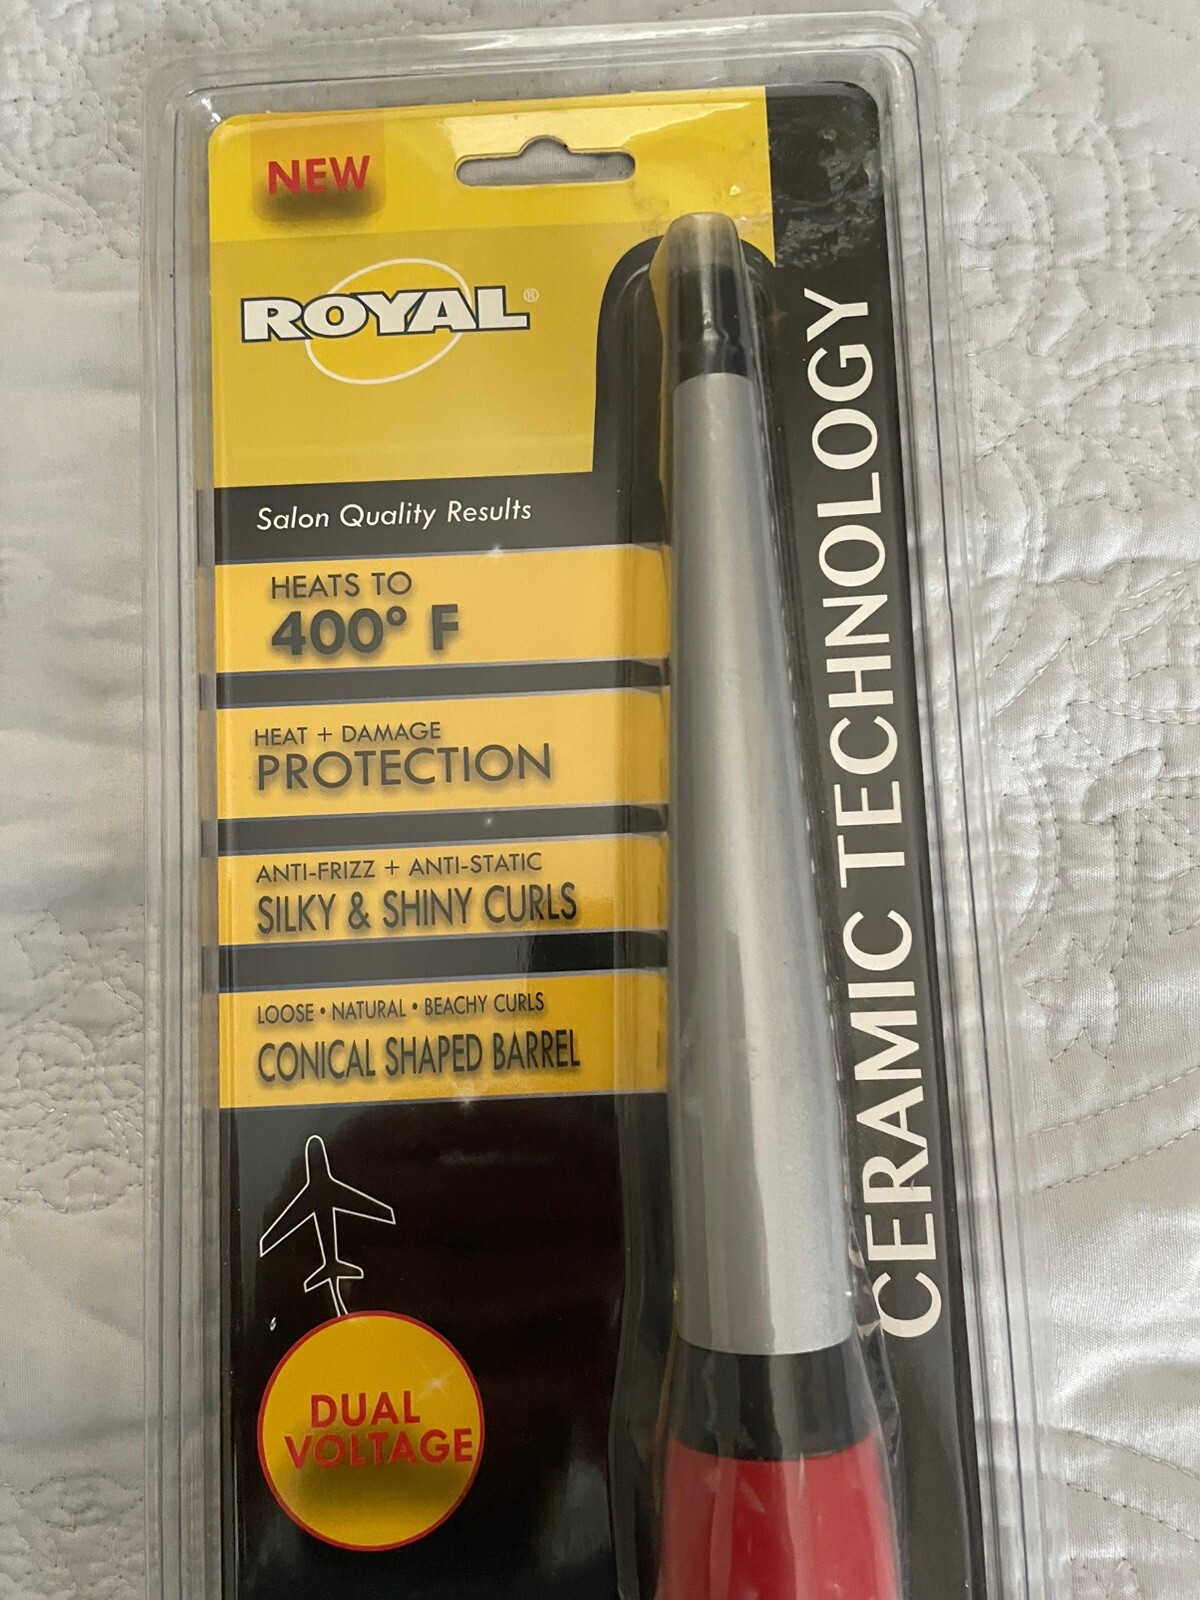 NEW
ROYAL®
Salon Quality Results
HEATS TO
400° F
HEAT + DAMAGE
PROTECTION
ANTI-FRIZZ + ANTI-STATIC
SILKY & SHINY CURLS
LOOSE • NATURAL • BEACHY CURLS
CONICAL SHAPED BARREL
DUAL
VOLTAGE
CERAMIC TECHNOLOGY